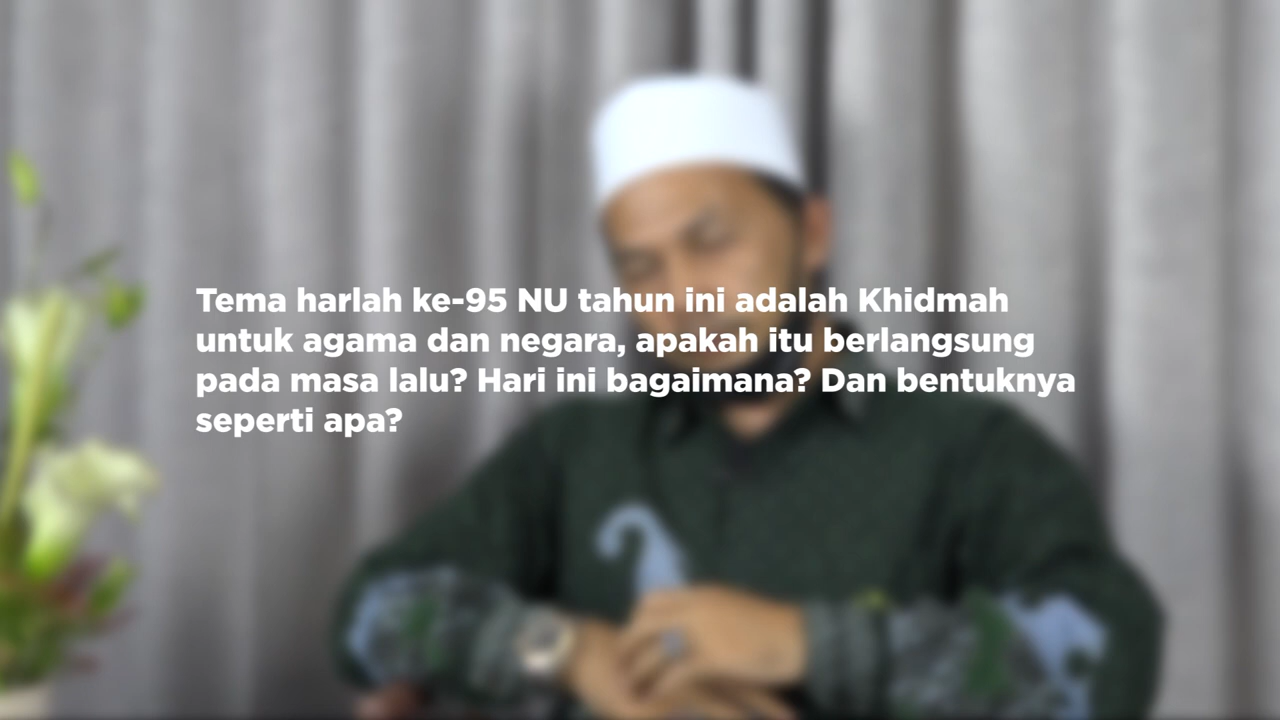 Tema harlah ke-95 NU tahun ini adalah Khidmah
untuk agama dan negara, apakah itu berlangsung
pada masa lalu? Hari ini bagaimana? Dan bentuknya
seperti apa?